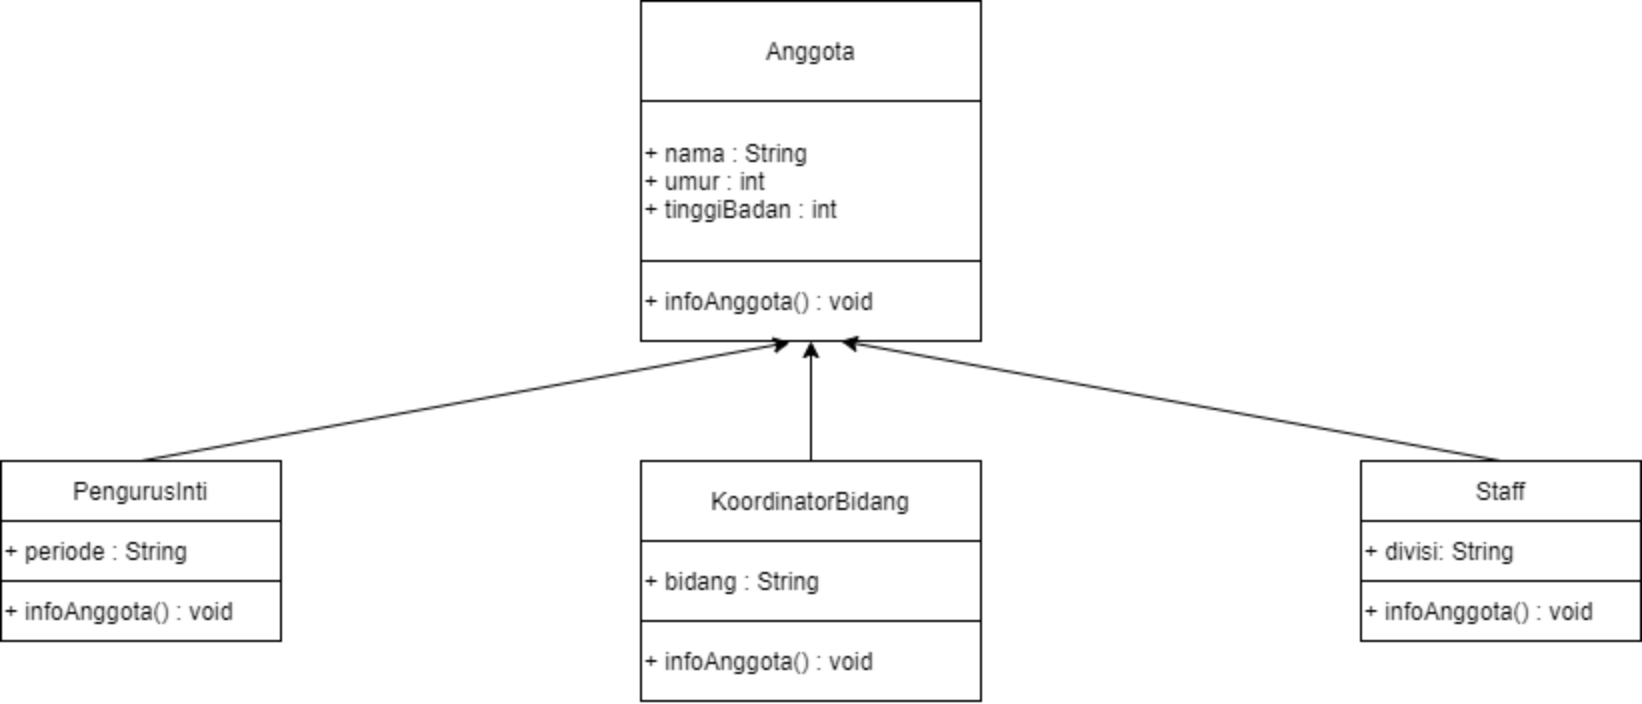 Anggota
+ nama : String
+ umur : int
+ tinggiBadan : int
+ infoAnggota() : void
PengurusInti
+ periode : String
+ infoAnggota() : void
KoordinatorBidang
+ bidang : String
+ infoAnggota() : void
Staff
+ divisi: String
+ infoAnggota() : void